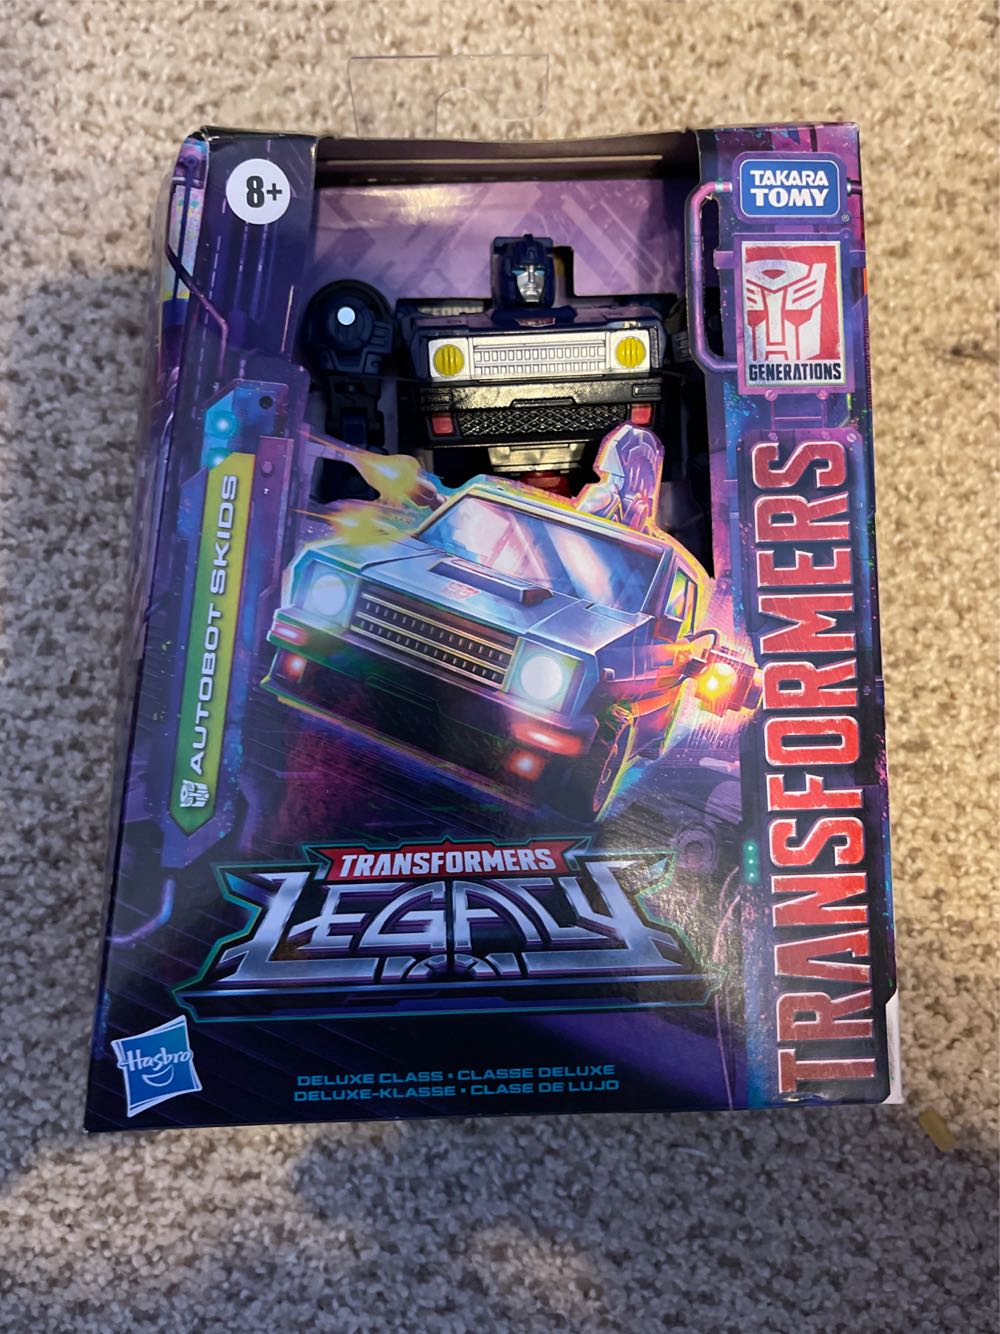 8+
TAKARA
TOMY
®
GENERATIONS
AUTOBOT SKIDS
TRANSFORMERS
TRANSFORMERS
LEGACY
Hasbro
DELUXE CLASS • CLASSE DELUXE
DELUXE-KLASSE • CLASE DE LUJO